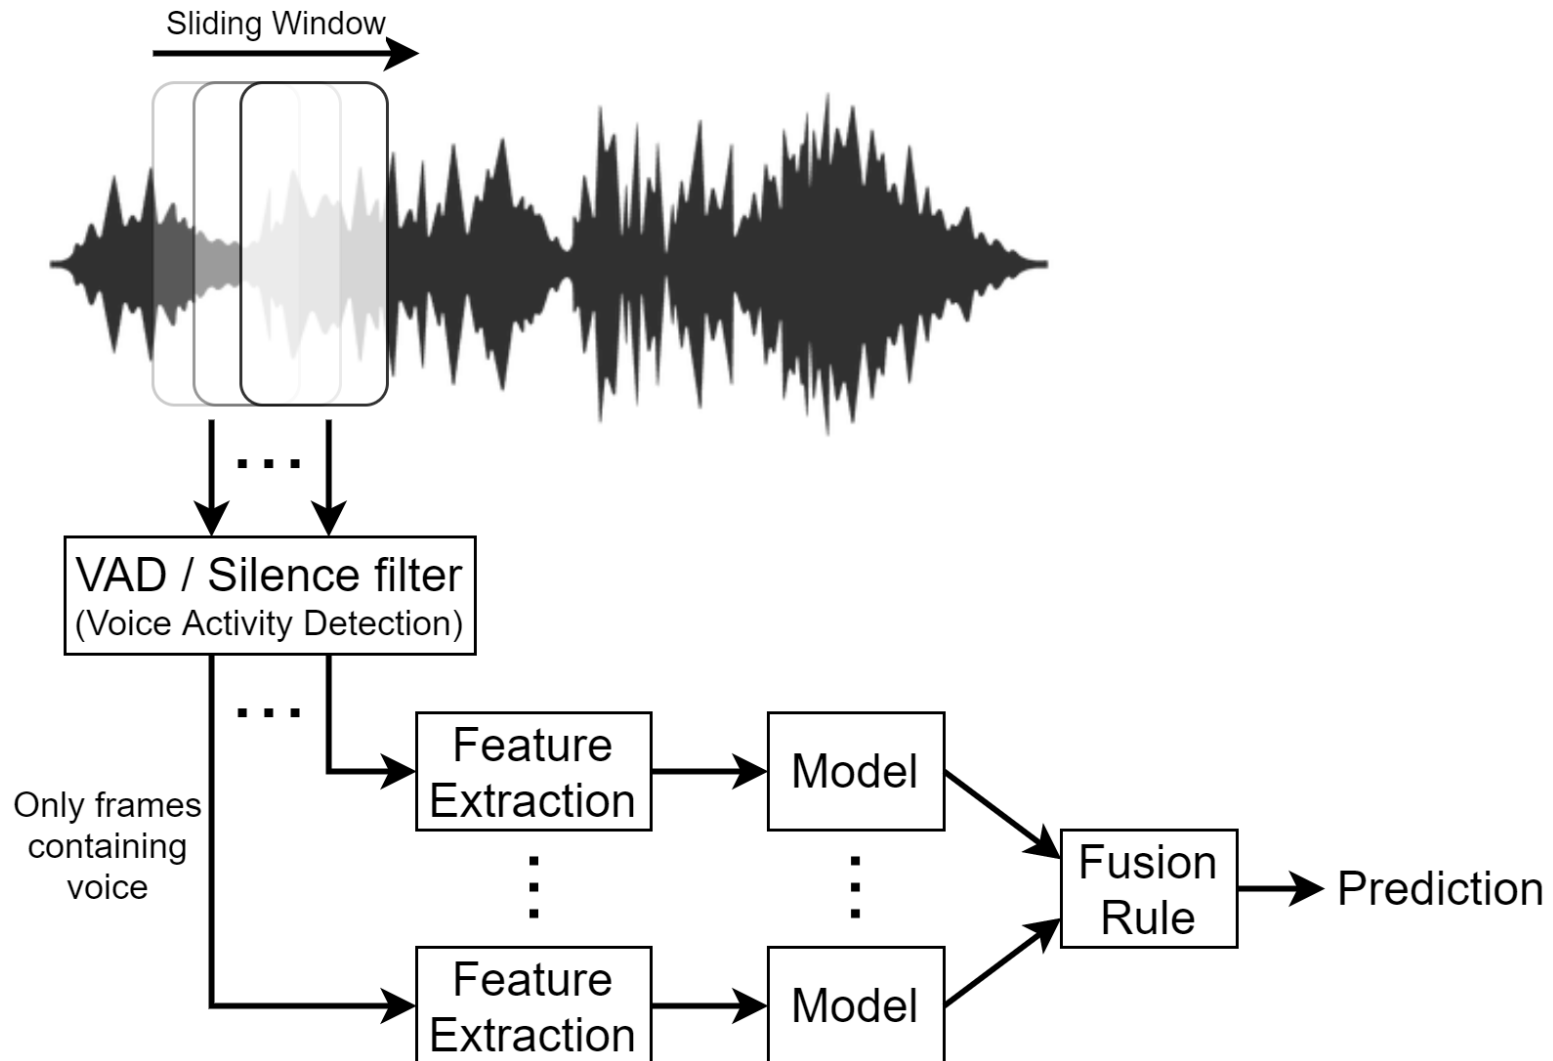 Sliding Window
VAD / Silence filter
(Voice Activity Detection)
Only frames
containing
voice
Feature
Extraction
Model
Feature
Extraction
Model
Fusion
Rule
Prediction